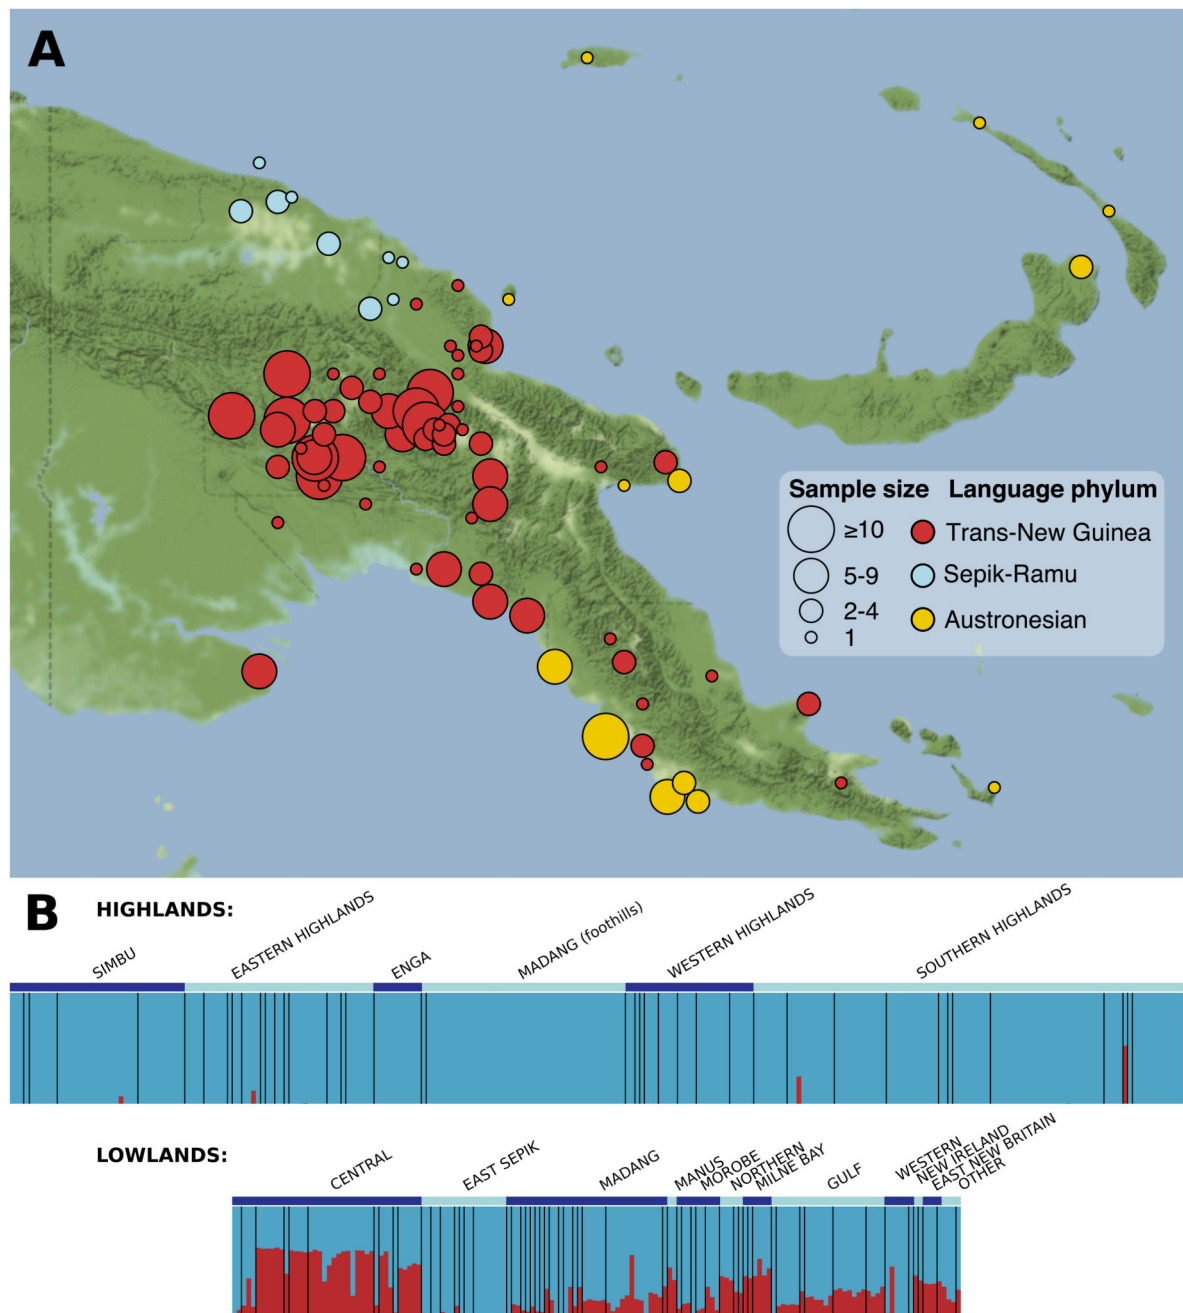 A
Sample size Language phylum
≥10 Trans-New Guinea
5-9 Sepik-Ramu
2-4 Austronesian
1
B
HIGHLANDS:
SIMBU
EASTERN HIGHLANDS
ENGA
MADANG (foothills)
WESTERN HIGHLANDS
SOUTHERN HIGHLANDS
LOWLANDS:
CENTRAL
EAST SEPIK
MADANG
MANUS
MOROBE
NORTHERN
MILNE BAY
GULF
WESTERN
NEW IRELAND
EAST NEW BRITAIN
OTHER